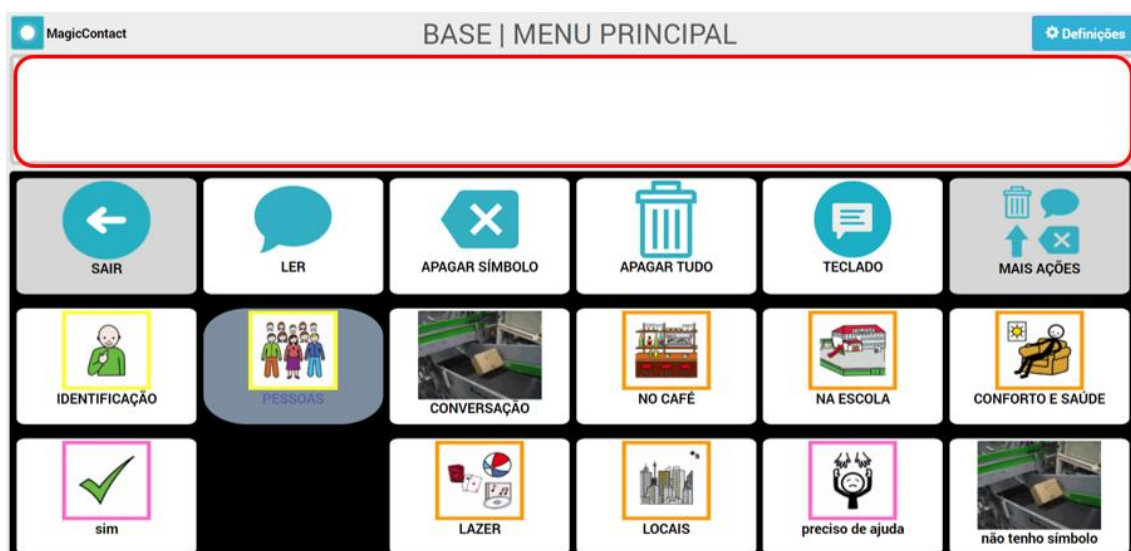 MagicContact
BASE | MENU PRINCIPAL
Definições
SAIR
LER
APAGAR SÍMBOLO
APAGAR TUDO
TECLADO
MAIS AÇÕES
IDENTIFICAÇÃO
PESSOAS
CONVERSAÇÃO
NO CAFÉ
NA ESCOLA
CONFORTO E SAÚDE
sim
LAZER
LOCAIS
preciso de ajuda
não tenho símbolo